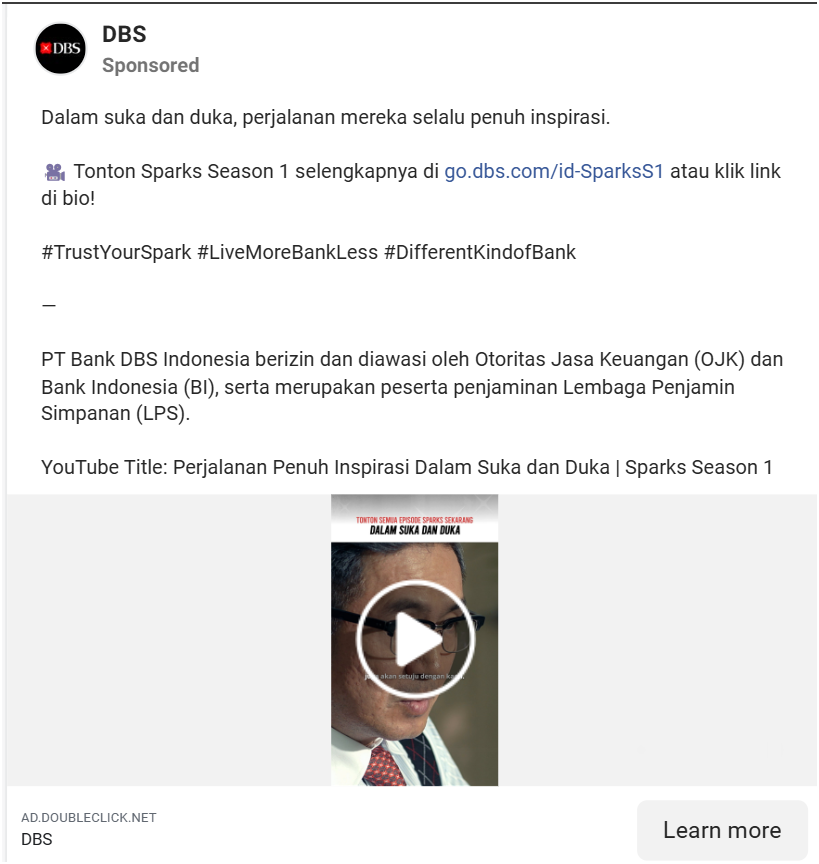 DBS
DBS
Sponsored
Dalam suka dan duka, perjalanan mereka selalu penuh inspirasi.
🎥 Tonton Sparks Season 1 selengkapnya di go.dbs.com/id-SparksS1 atau klik link
di bio!
#TrustYourSpark #LiveMoreBankLess #DifferentKindofBank
—
PT Bank DBS Indonesia berizin dan diawasi oleh Otoritas Jasa Keuangan (OJK) dan
Bank Indonesia (BI), serta merupakan peserta penjaminan Lembaga Penjamin
Simpanan (LPS).
YouTube Title: Perjalanan Penuh Inspirasi Dalam Suka dan Duka | Sparks Season 1
TONTON SEMUA EPISODE SPARKS SEKARANG
DALAM SUKA DAN DUKA
akan setuju dengan
AD.DOUBLECLICK.NET
DBS
Learn more